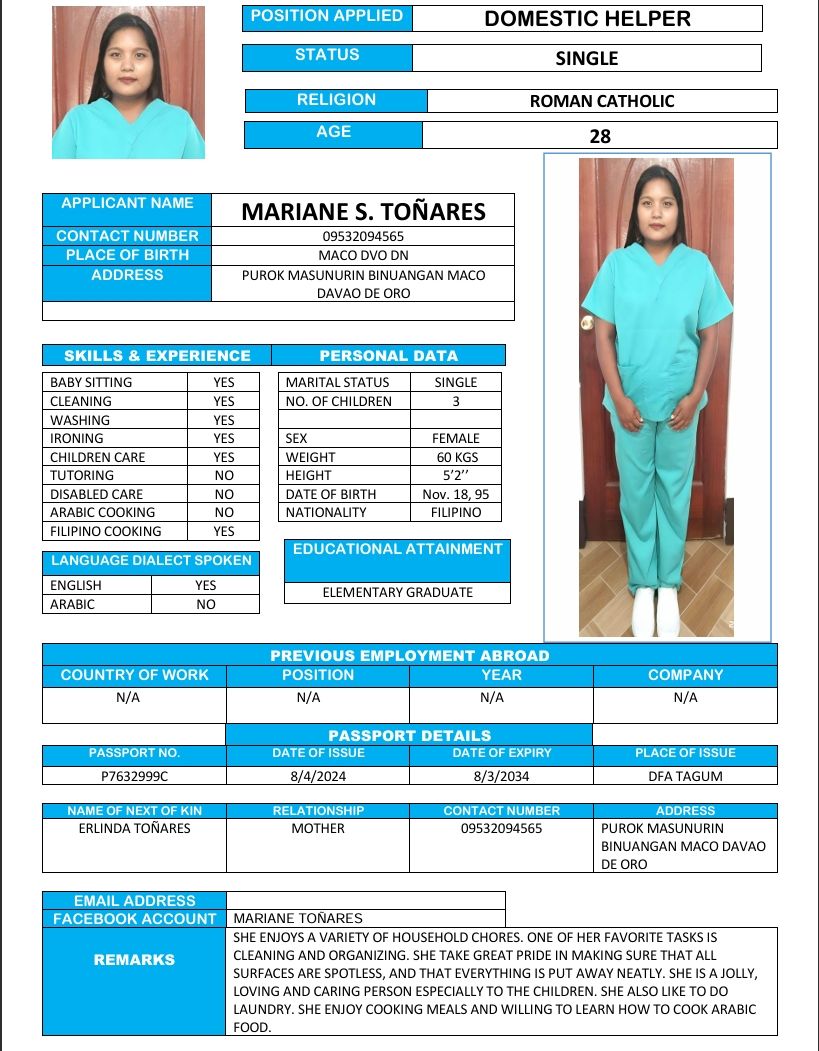 POSITION APPLIED DOMESTIC HELPER
STATUS SINGLE
RELIGION ROMAN CATHOLIC
AGE 28
APPLICANT NAME MARIANE S. TOÑARES
CONTACT NUMBER 09532094565
PLACE OF BIRTH MACO DVO DN
ADDRESS PUROK MASUNURIN BINUANGAN MACO
DAVAO DE ORO
SKILLS & EXPERIENCE
BABY SITTING YES
CLEANING YES
WASHING YES
IRONING YES
CHILDREN CARE YES
TUTORING NO
DISABLED CARE NO
ARABIC COOKING NO
FILIPINO COOKING YES
PERSONAL DATA
MARITAL STATUS SINGLE
NO. OF CHILDREN 3
SEX FEMALE
WEIGHT 60 KGS
HEIGHT 5’2’’
DATE OF BIRTH Nov. 18, 95
NATIONALITY FILIPINO
LANGUAGE DIALECT SPOKEN
ENGLISH YES
ARABIC NO
EDUCATIONAL ATTAINMENT
ELEMENTARY GRADUATE
PREVIOUS EMPLOYMENT ABROAD
COUNTRY OF WORK POSITION YEAR COMPANY
N/A N/A N/A N/A
PASSPORT DETAILS
PASSPORT NO. DATE OF ISSUE DATE OF EXPIRY PLACE OF ISSUE
P7632999C 8/4/2024 8/3/2034 DFA TAGUM
NAME OF NEXT OF KIN RELATIONSHIP CONTACT NUMBER ADDRESS
ERLINDA TOÑARES MOTHER 09532094565 PUROK MASUNURIN
BINUANGAN MACO DAVAO
DE ORO
EMAIL ADDRESS
FACEBOOK ACCOUNT MARIANE TOÑARES
REMARKS
SHE ENJOYS A VARIETY OF HOUSEHOLD CHORES. ONE OF HER FAVORITE TASKS IS
CLEANING AND ORGANIZING. SHE TAKE GREAT PRIDE IN MAKING SURE THAT ALL
SURFACES ARE SPOTLESS, AND THAT EVERYTHING IS PUT AWAY NEATLY. SHE IS A JOLLY,
LOVING AND CARING PERSON ESPECIALLY TO THE CHILDREN. SHE ALSO LIKE TO DO
LAUNDRY. SHE ENJOY COOKING MEALS AND WILLING TO LEARN HOW TO COOK ARABIC
FOOD.